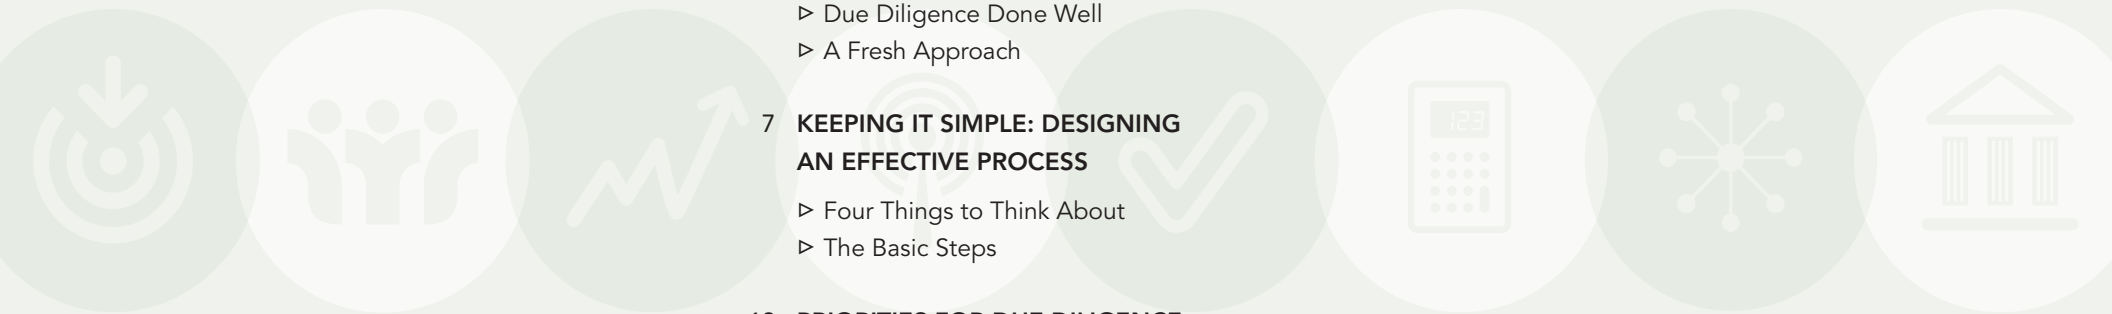 ▷ Due Diligence Done Well
▷ A Fresh Approach
7 KEEPING IT SIMPLE: DESIGNING
AN EFFECTIVE PROCESS
▷ Four Things to Think About
▷ The Basic Steps
123